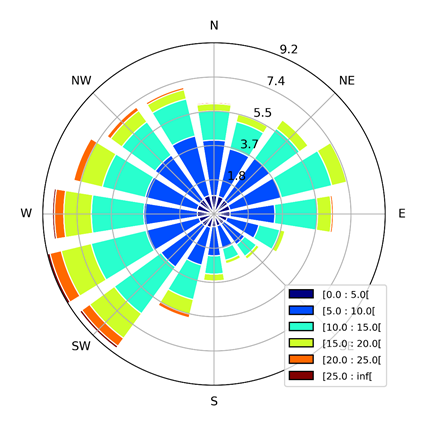 N
9.2
NW
7.4
NE
5.5
3.7
1.8
W
E
[0.0 : 5.0[
[5.0 : 10.0[
[10.0 : 15.0[
[15.0 : 20.0[
[20.0 : 25.0[
[25.0 : inf[
SW
S